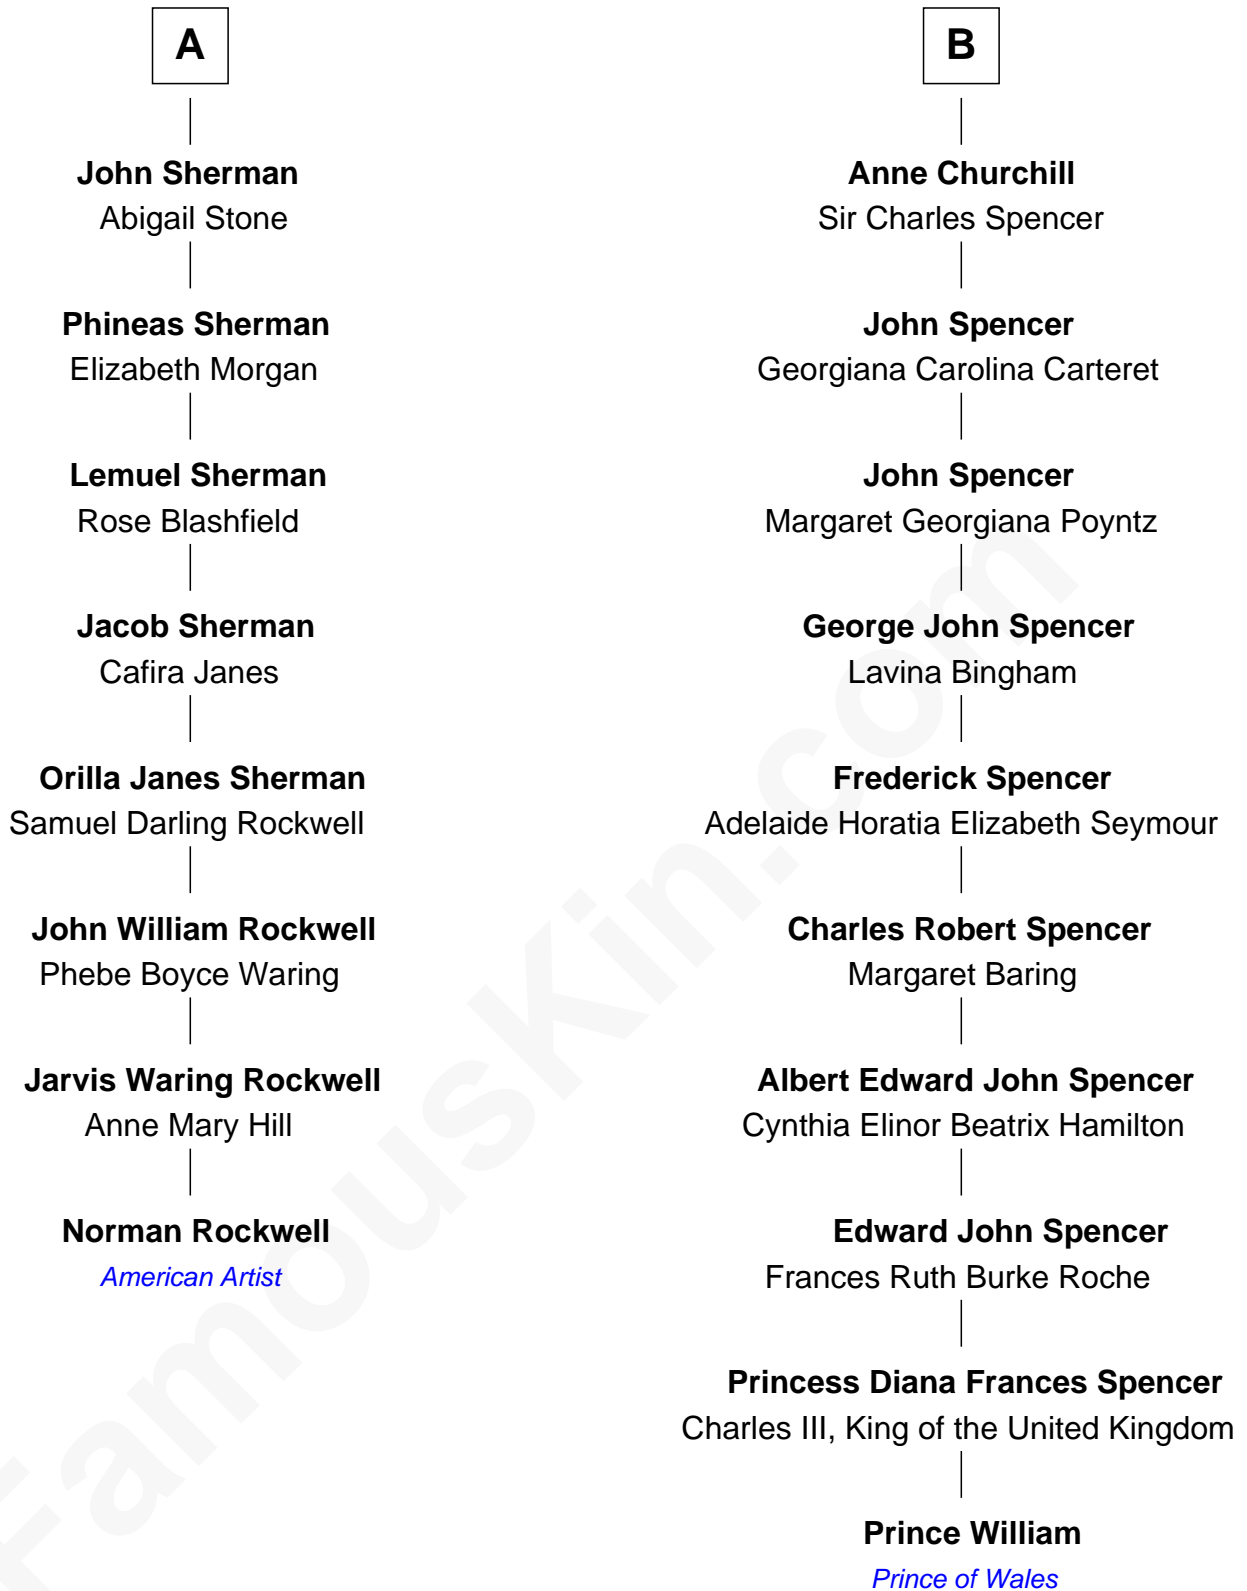 A
John Sherman
Abigail Stone
Phineas Sherman
Elizabeth Morgan
Lemuel Sherman
Rose Blashfield
Jacob Sherman
Cafira Janes
Orilla Janes Sherman
Samuel Darling Rockwell
John William Rockwell
Phebe Boyce Waring
Jarvis Waring Rockwell
Anne Mary Hill
Norman Rockwell
American Artist
B
Anne Churchill
Sir Charles Spencer
John Spencer
Georgiana Carolina Carteret
John Spencer
Margaret Georgiana Poyntz
George John Spencer
Lavina Bingham
Frederick Spencer
Adelaide Horatia Elizabeth Seymour
Charles Robert Spencer
Margaret Baring
Albert Edward John Spencer
Cynthia Elinor Beatrix Hamilton
Edward John Spencer
Frances Ruth Burke Roche
Princess Diana Frances Spencer
Charles III, King of the United Kingdom
Prince William
Prince of Wales
FamousKin.com